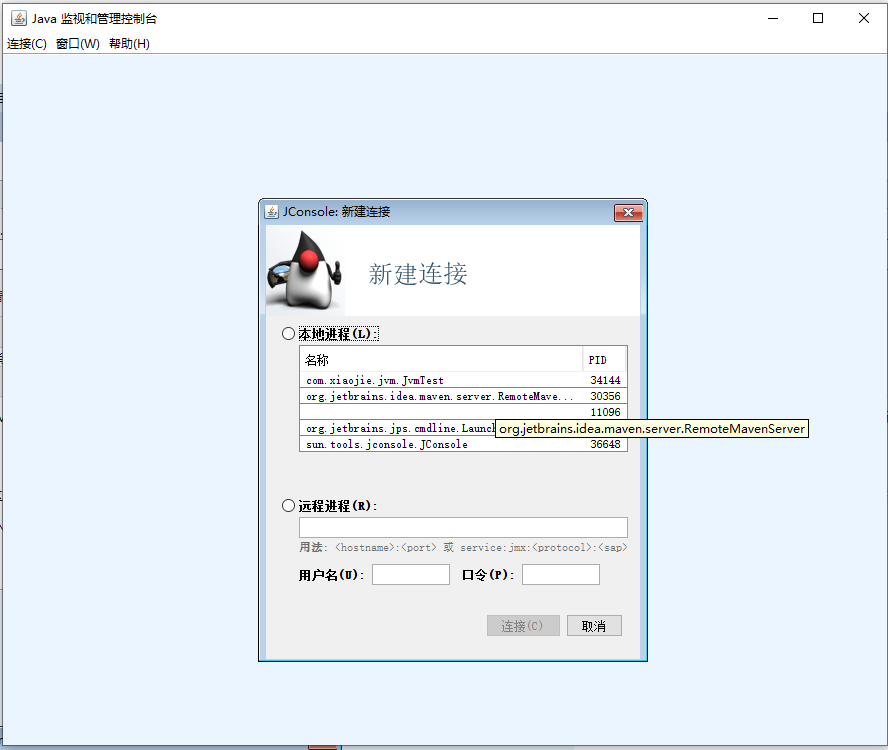 Java 监视和管理控制台
连接(C) 窗口(W) 帮助(H)
JConsole: 新建连接
新建连接
本地进程(L):
名称 PID
com.xiaojie.jvm.JvmTest 34144
org.jetbrains.idea.maven.server.RemoteMave... 30356
11096
org.jetbrains.jps.cmdline.Launch
org.jetbrains.idea.maven.server.RemoteMavenServer
sun.tools.jconsole.JConsole 36648
远程进程(R):
用法: <hostname>:<port> 或 service:jmx:<protocol>:<sap>
用户名(U): 口令(P):
连接(C) 取消